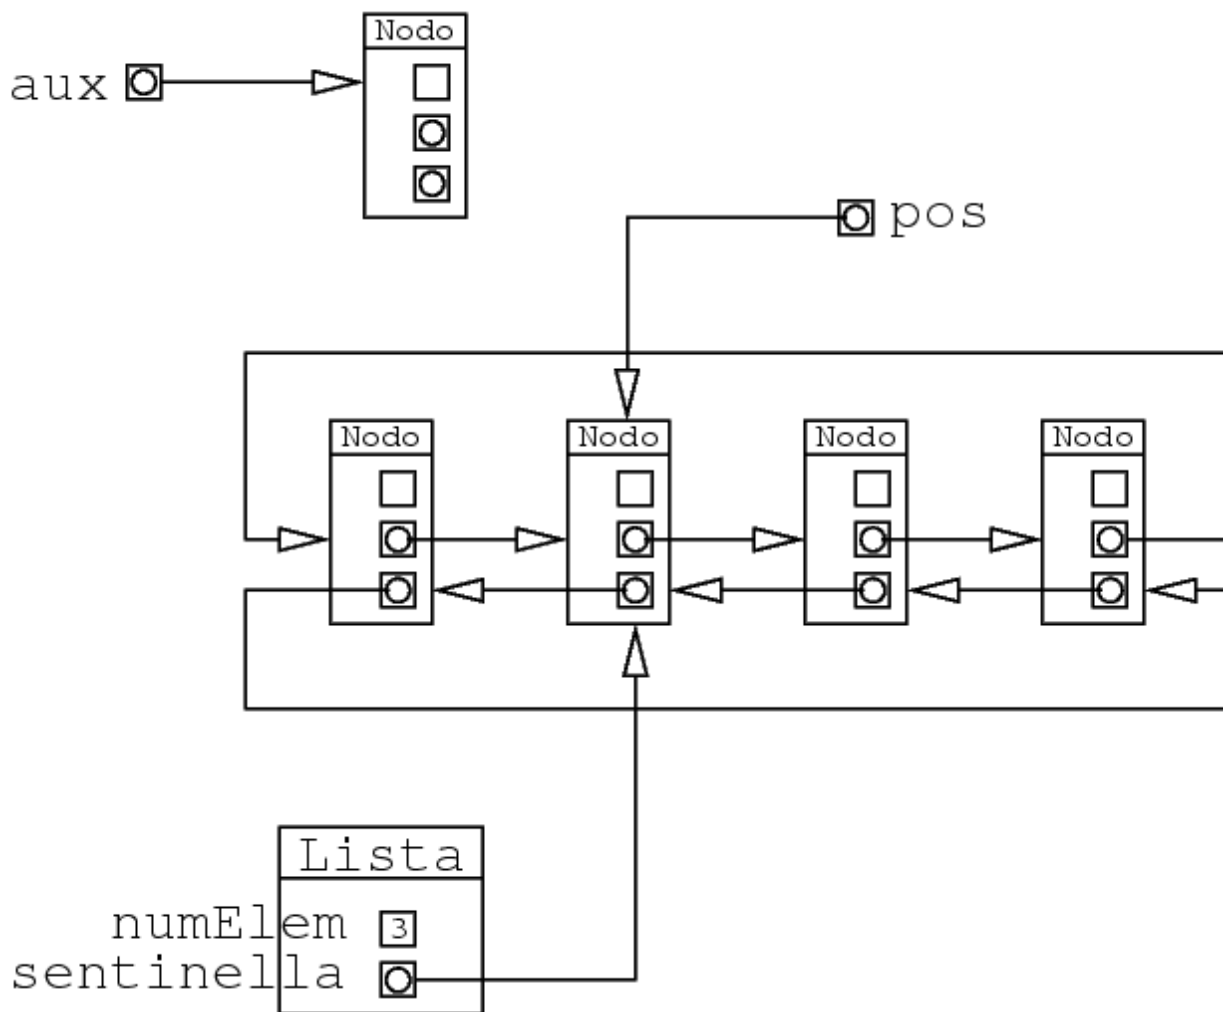 Nodo
aux
pos
Nodo Nodo Nodo Nodo
Lista
numElem 3
sentinella